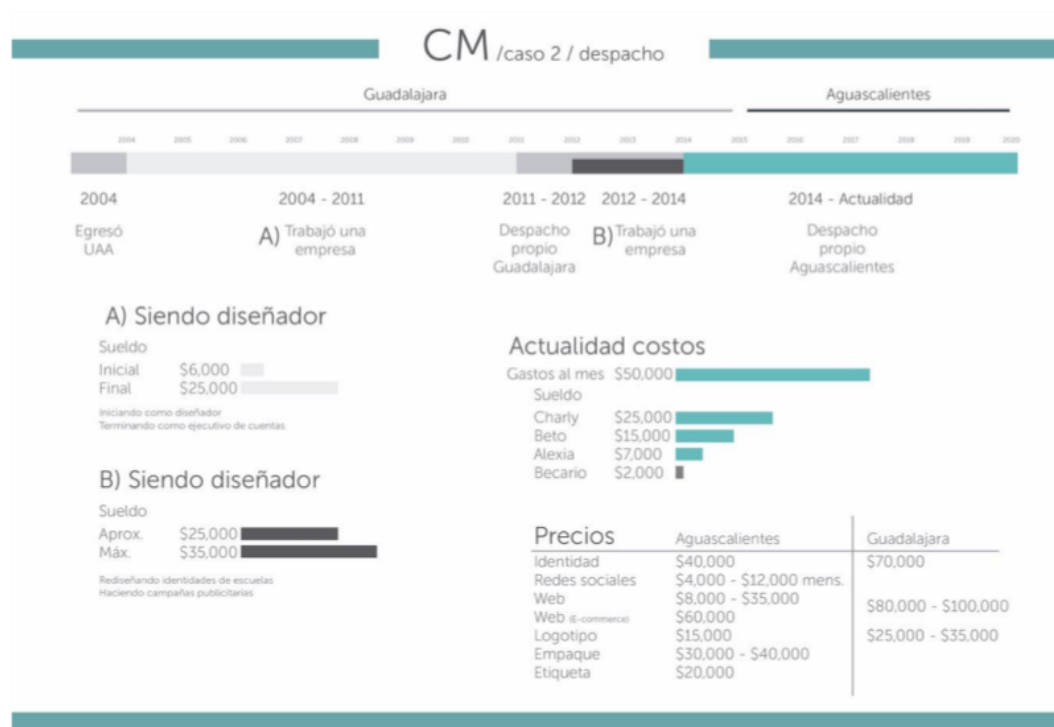 CM /caso 2 / despacho
Guadalajara Aguascalientes
2004 2005 2006 2007 2008 2009 2010 2011 2012 2013 2014 2015 2016 2017 2018 2019 2020
2004
Egresó
UAA
2004 - 2011
A) Trabajó una
empresa
2011 - 2012
Despacho
propio
Guadalajara
2012 - 2014
B) Trabajó una
empresa
2014 - Actualidad
Despacho
propio
Aguascalientes
A) Siendo diseñador
Sueldo
Inicial $6,000
Final $25,000
Iniciando como diseñador
Terminando como ejecutivo de cuentas
B) Siendo diseñador
Sueldo
Aprox. $25,000
Máx. $35,000
Rediseñando identidades de escuelas
Haciendo campañas publicitarias
Actualidad costos
Gastos al mes $50,000
Sueldo
Charly $25,000
Beto $15,000
Alexia $7,000
Becario $2,000
Precios Aguascalientes Guadalajara
Identidad $40,000 $70,000
Redes sociales $4,000 - $12,000 mens.
Web $8,000 - $35,000
$80,000 - $100,000
Web (E-commerce) $60,000
Logotipo $15,000 $25,000 - $35,000
Empaque $30,000 - $40,000
Etiqueta $20,000